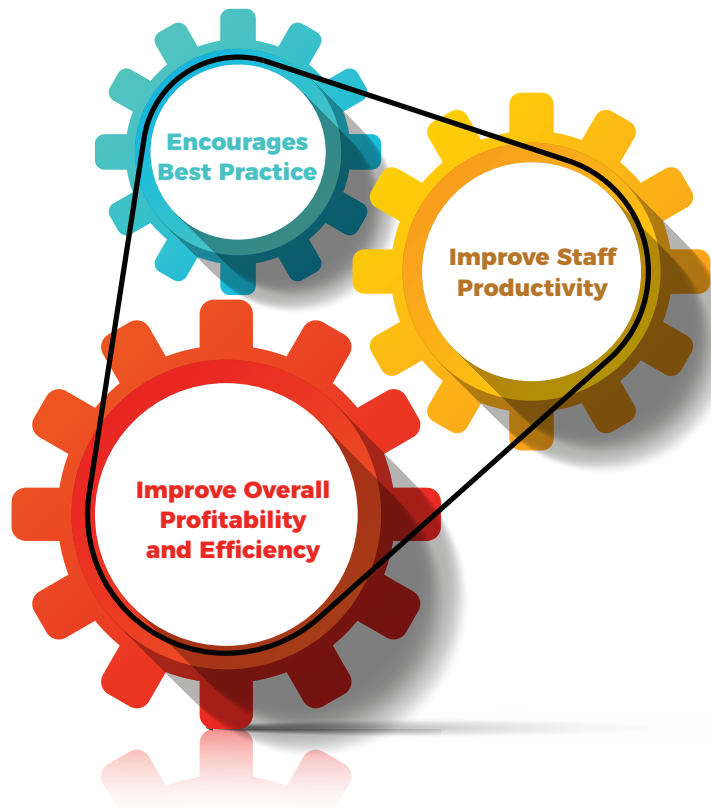 Encourages
Best Practice
Improve Staff
Productivity
Improve Overall
Profitability
and Efficiency